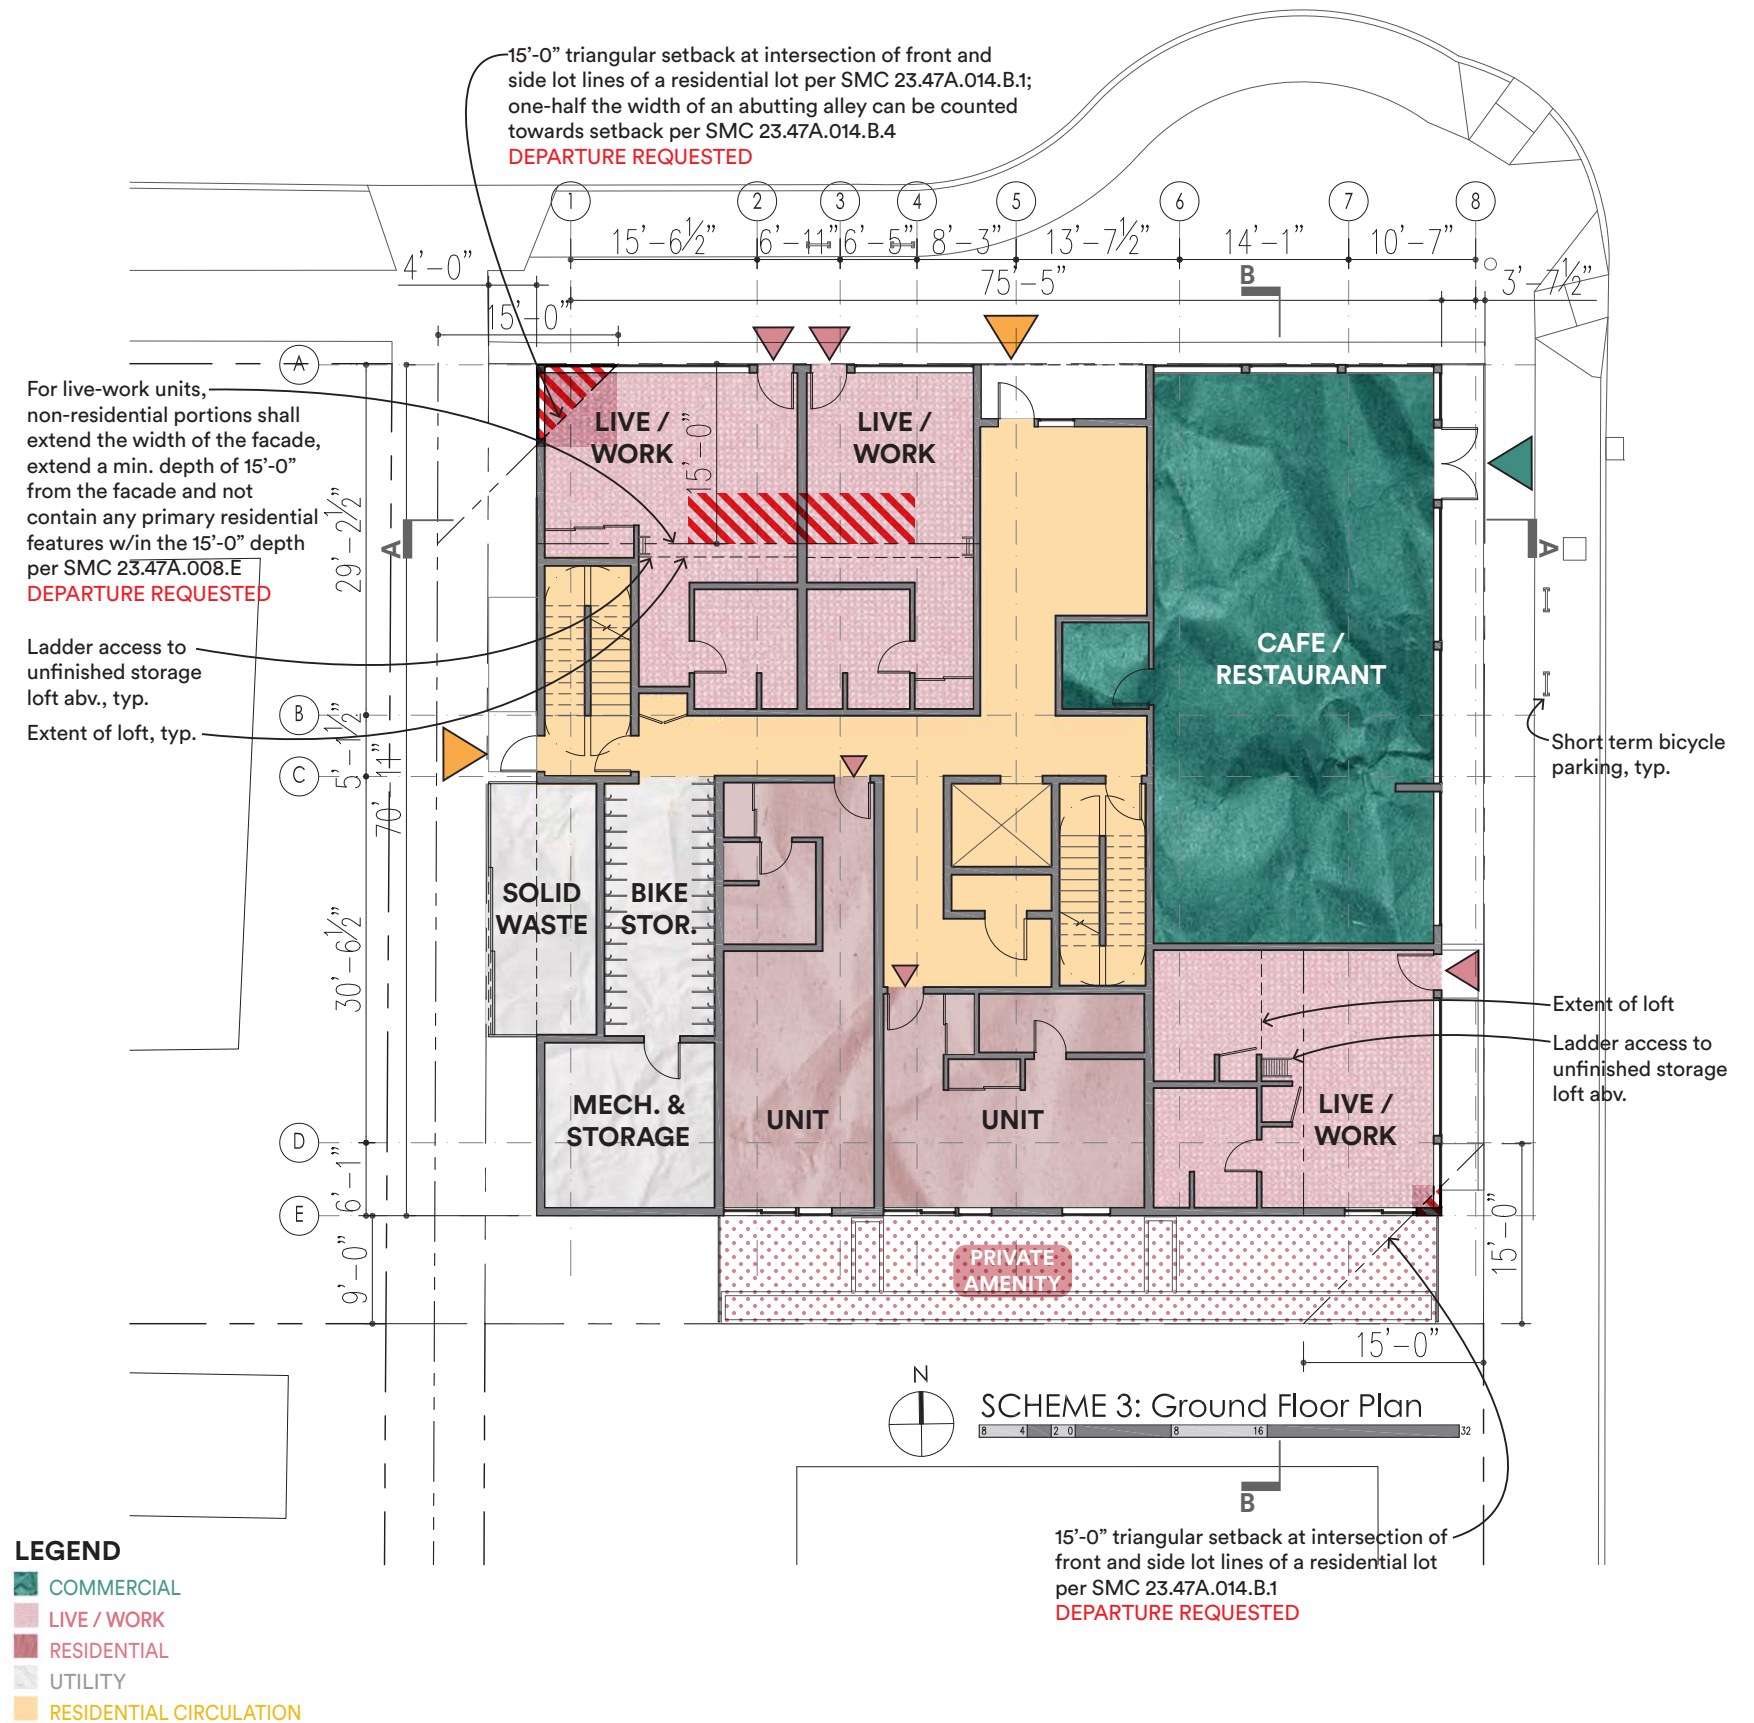 15’-0” triangular setback at intersection of front and
side lot lines of a residential lot per SMC 23.47A.014.B.1;
one-half the width of an abutting alley can be counted
towards setback per SMC 23.47A.014.B.4
DEPARTURE REQUESTED
1 2 3 4 5 6 7 8
15’-6½” 6’-11” 6’-5” 8’-3” 13’-7½” 14’-1” 10’-7”
4’-0” B 75’-5” 3’-7½”
15’-0”
A
For live-work units,
non-residential portions shall
extend the width of the facade,
extend a min. depth of 15’-0”
from the facade and not
contain any primary residential
features w/in the 15’-0” depth
per SMC 23.47A.008.E
DEPARTURE REQUESTED
29’-2½”
A
LIVE /
WORK
15’-0”
LIVE /
WORK
A
CAFE /
RESTAURANT
Ladder access to
unfinished storage
loft abv., typ.
Extent of loft, typ.
B
5’-1½”
C
70’-11”
Short term bicycle
parking, typ.
SOLID
WASTE
BIKE
STOR.
30’-6½”
Extent of loft
Ladder access to
unfinished storage
loft abv.
MECH. &
STORAGE
UNIT
UNIT
LIVE /
WORK
D
6’-1”
E
9’-0”
15’-0”
PRIVATE
AMENITY
15’-0”
N
SCHEME 3: Ground Floor Plan
8 4 2 0 8 16 32
B
15’-0” triangular setback at intersection of
front and side lot lines of a residential lot
per SMC 23.47A.014.B.1
DEPARTURE REQUESTED
LEGEND
COMMERCIAL
LIVE / WORK
RESIDENTIAL
UTILITY
RESIDENTIAL CIRCULATION